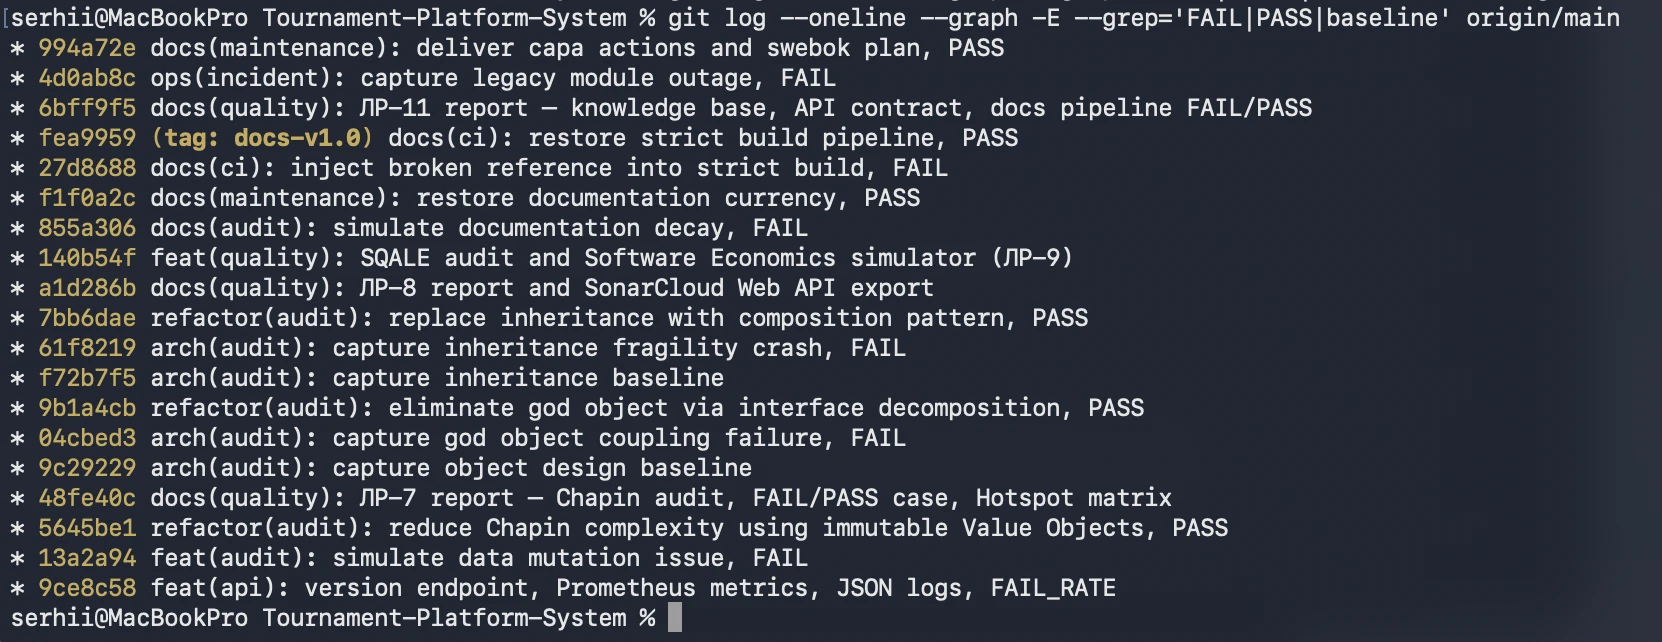 [serhii@MacBookPro Tournament-Platform-System % git log --oneline --graph -E --grep='FAIL|PASS|baseline' origin/main
* 994a72e docs(maintenance): deliver capa actions and swebok plan, PASS
* 4d0ab8c ops(incident): capture legacy module outage, FAIL
* 6bff9f5 docs(quality): ЛР-11 report — knowledge base, API contract, docs pipeline FAIL/PASS
* fea9959 (tag: docs-v1.0) docs(ci): restore strict build pipeline, PASS
* 27d8688 docs(ci): inject broken reference into strict build, FAIL
* f1f0a2c docs(maintenance): restore documentation currency, PASS
* 855a306 docs(audit): simulate documentation decay, FAIL
* 140b54f feat(quality): SQALE audit and Software Economics simulator (ЛР-9)
* a1d286b docs(quality): ЛР-8 report and SonarCloud Web API export
* 7bb6dae refactor(audit): replace inheritance with composition pattern, PASS
* 61f8219 arch(audit): capture inheritance fragility crash, FAIL
* f72b7f5 arch(audit): capture inheritance baseline
* 9b1a4cb refactor(audit): eliminate god object via interface decomposition, PASS
* 04cbed3 arch(audit): capture god object coupling failure, FAIL
* 9c29229 arch(audit): capture object design baseline
* 48fe40c docs(quality): ЛР-7 report — Chapin audit, FAIL/PASS case, Hotspot matrix
* 5645be1 refactor(audit): reduce Chapin complexity using immutable Value Objects, PASS
* 13a2a94 feat(audit): simulate data mutation issue, FAIL
* 9ce8c58 feat(api): version endpoint, Prometheus metrics, JSON logs, FAIL_RATE
serhii@MacBookPro Tournament-Platform-System %